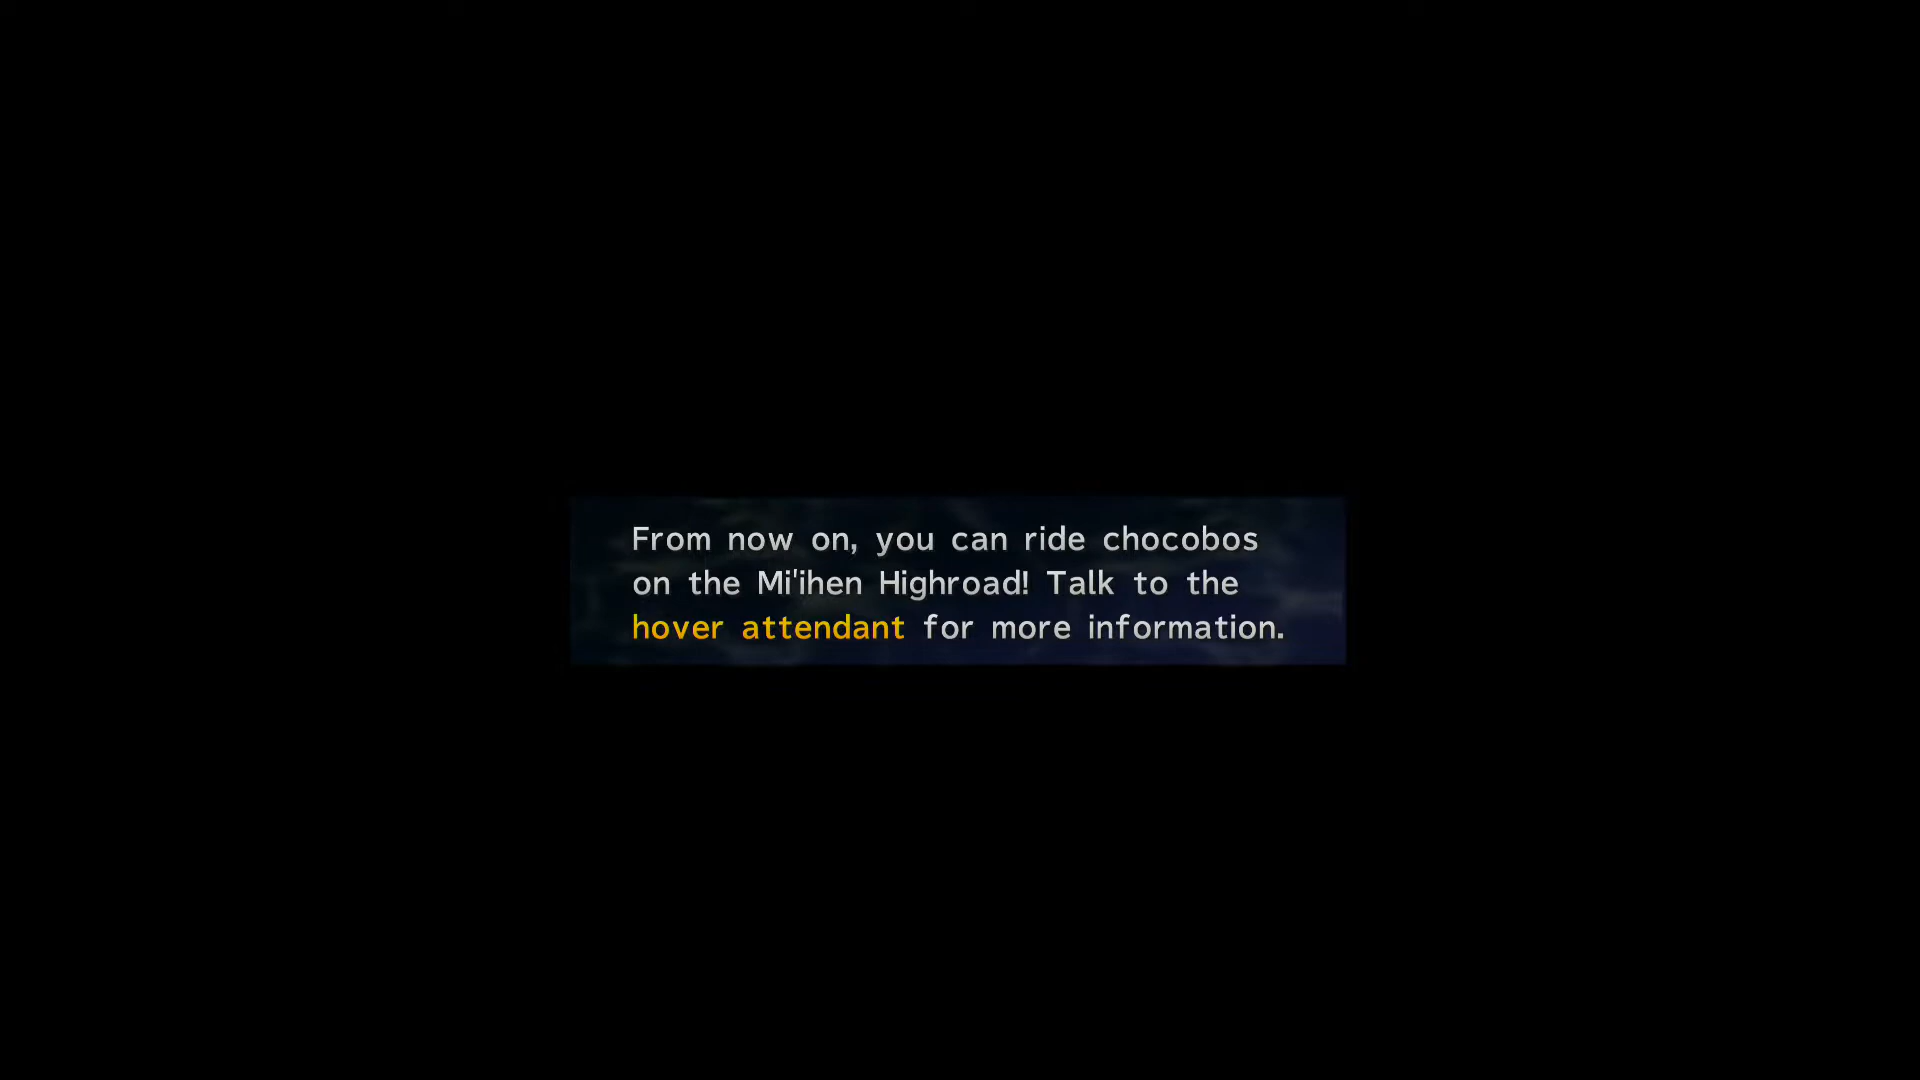 From now on, you can ride chocobos
on the Mi'ihen Highroad! Talk to the
hover attendant for more information.